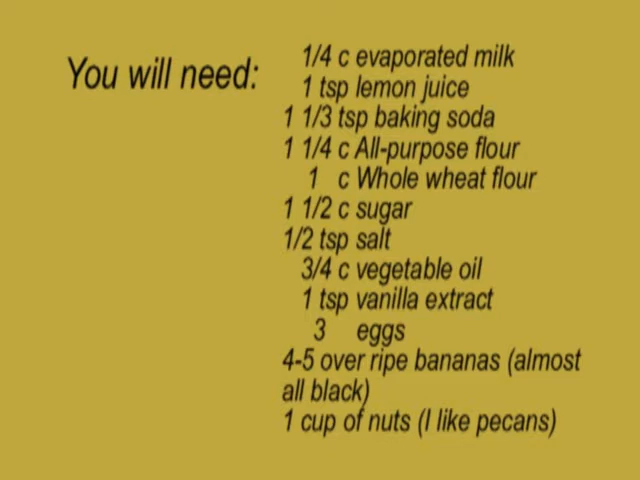 You will need:
1/4 c evaporated milk
1 tsp lemon juice
1 1/3 tsp baking soda
1 1/4 c All-purpose flour
1 c Whole wheat flour
1 1/2 c sugar
1/2 tsp salt
3/4 c vegetable oil
1 tsp vanilla extract
3 eggs
4-5 over ripe bananas (almost
all black)
1 cup of nuts (I like pecans)